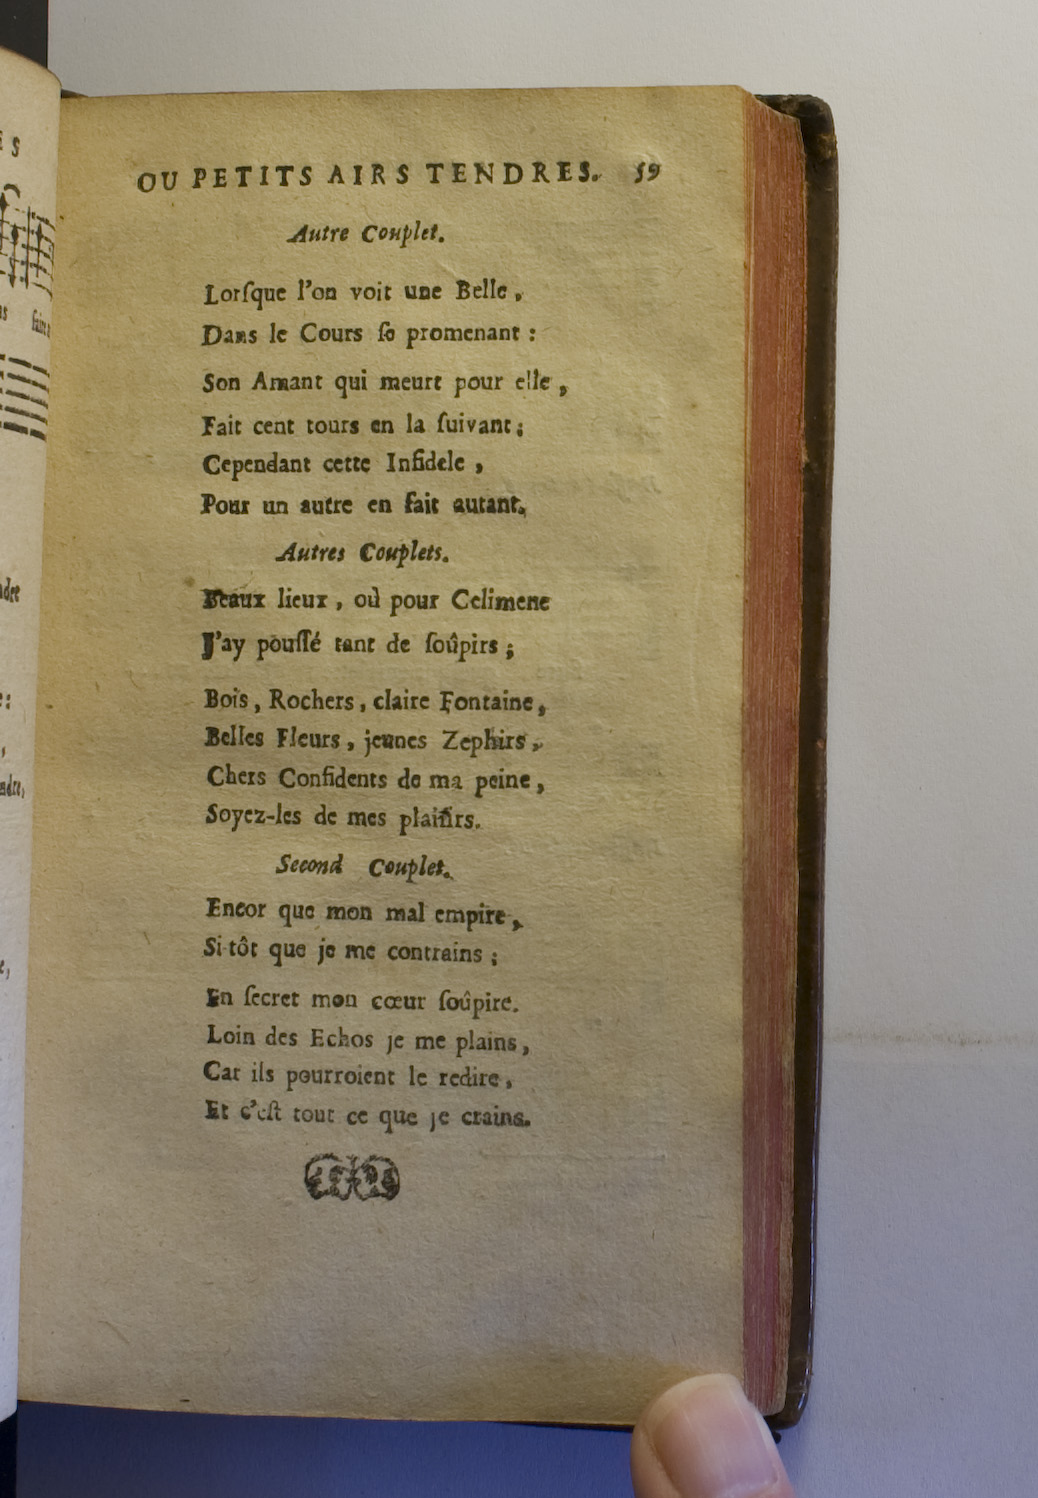 ES
ns faire
OU PETITS AIRS TENDRES. 59
Autre Couplet.
Lorſque l'on voit une Belle,
Dans le Cours ſe promenant :
Son Amant qui meurt pour elle,
Fait cent tours en la ſuivant ;
Cependant cette Infidele,
Pour un autre en fait autant.
Autres Couplets.
Beaux lieux, où pour Celimene
J'ay pouſſé tant de ſoûpirs ;
Bois, Rochers, claire Fontaine,
Belles Fleurs, jeunes Zephirs,
Chers Confidents de ma peine,
Soyez-les de mes plaiſirs.
Second Couplet.
Encor que mon mal empire,
Si-tôt que je me contrains ;
En ſecret mon cœur ſoûpire.
Loin des Echos je me plains,
Car ils pourroient le redire,
Et c'eſt tout ce que je crains.